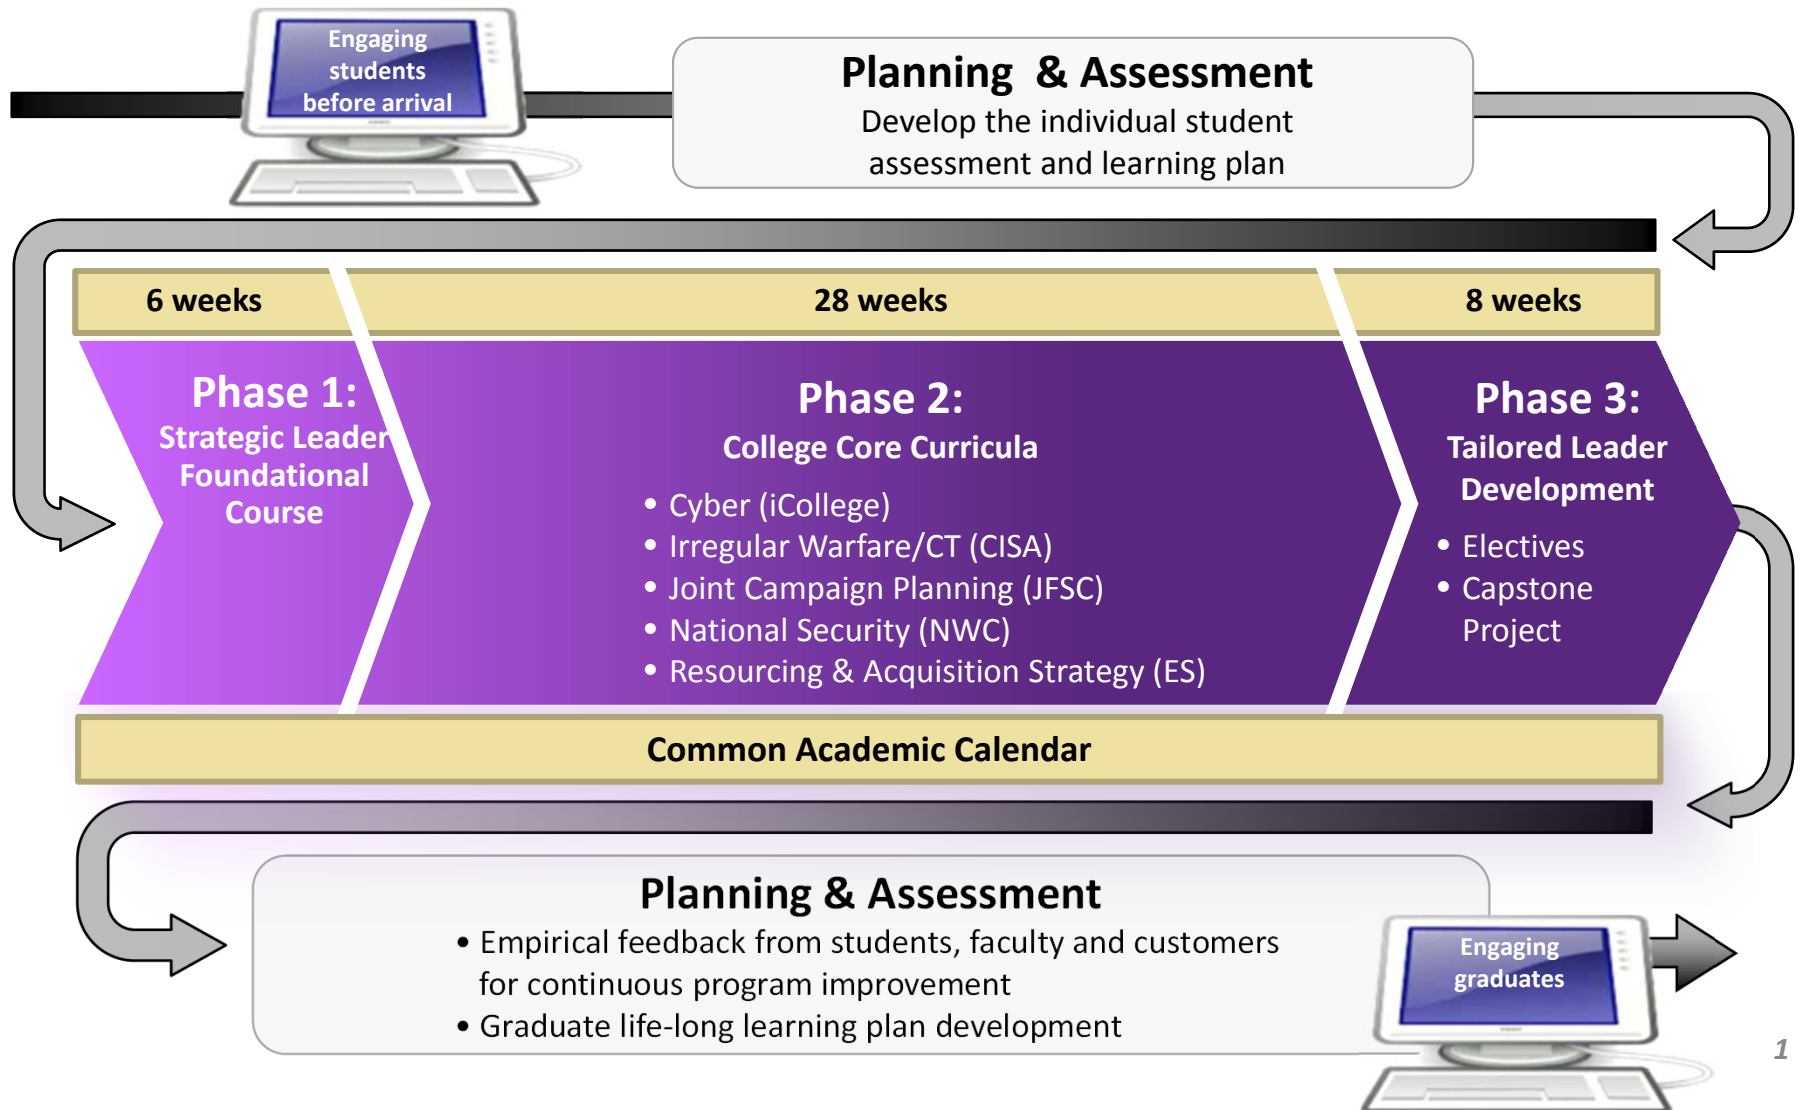 Engaging
students
before arrival
Planning & Assessment
Develop the individual student
assessment and learning plan
6 weeks
28 weeks
8 weeks
Phase 1:
Strategic Leader
Foundational
Course
Phase 2:
College Core Curricula
• Cyber (iCollege)
• Irregular Warfare/CT (CISA)
• Joint Campaign Planning (JFSC)
• National Security (NWC)
• Resourcing & Acquisition Strategy (ES)
Phase 3:
Tailored Leader
Development
• Electives
• Capstone
Project
Common Academic Calendar
Planning & Assessment
• Empirical feedback from students, faculty and customers
for continuous program improvement
• Graduate life-long learning plan development
Engaging
graduates
1